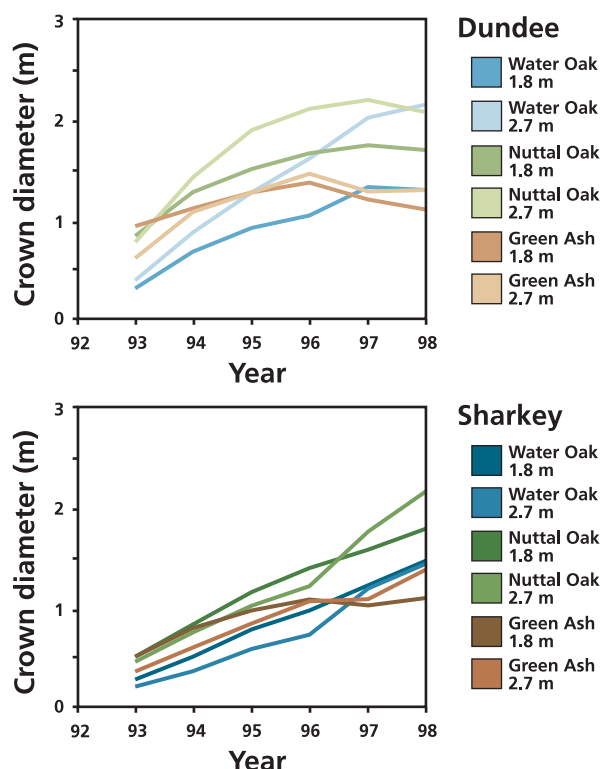 Crown diameter (m)
3
2
1
0
92 93 94 95 96 97 98
Year
Dundee
Water Oak
1.8 m
Water Oak
2.7 m
Nuttal Oak
1.8 m
Nuttal Oak
2.7 m
Green Ash
1.8 m
Green Ash
2.7 m
Crown diameter (m)
3
2
1
0
92 93 94 95 96 97 98
Year
Sharkey
Water Oak
1.8 m
Water Oak
2.7 m
Nuttal Oak
1.8 m
Nuttal Oak
2.7 m
Green Ash
1.8 m
Green Ash
2.7 m